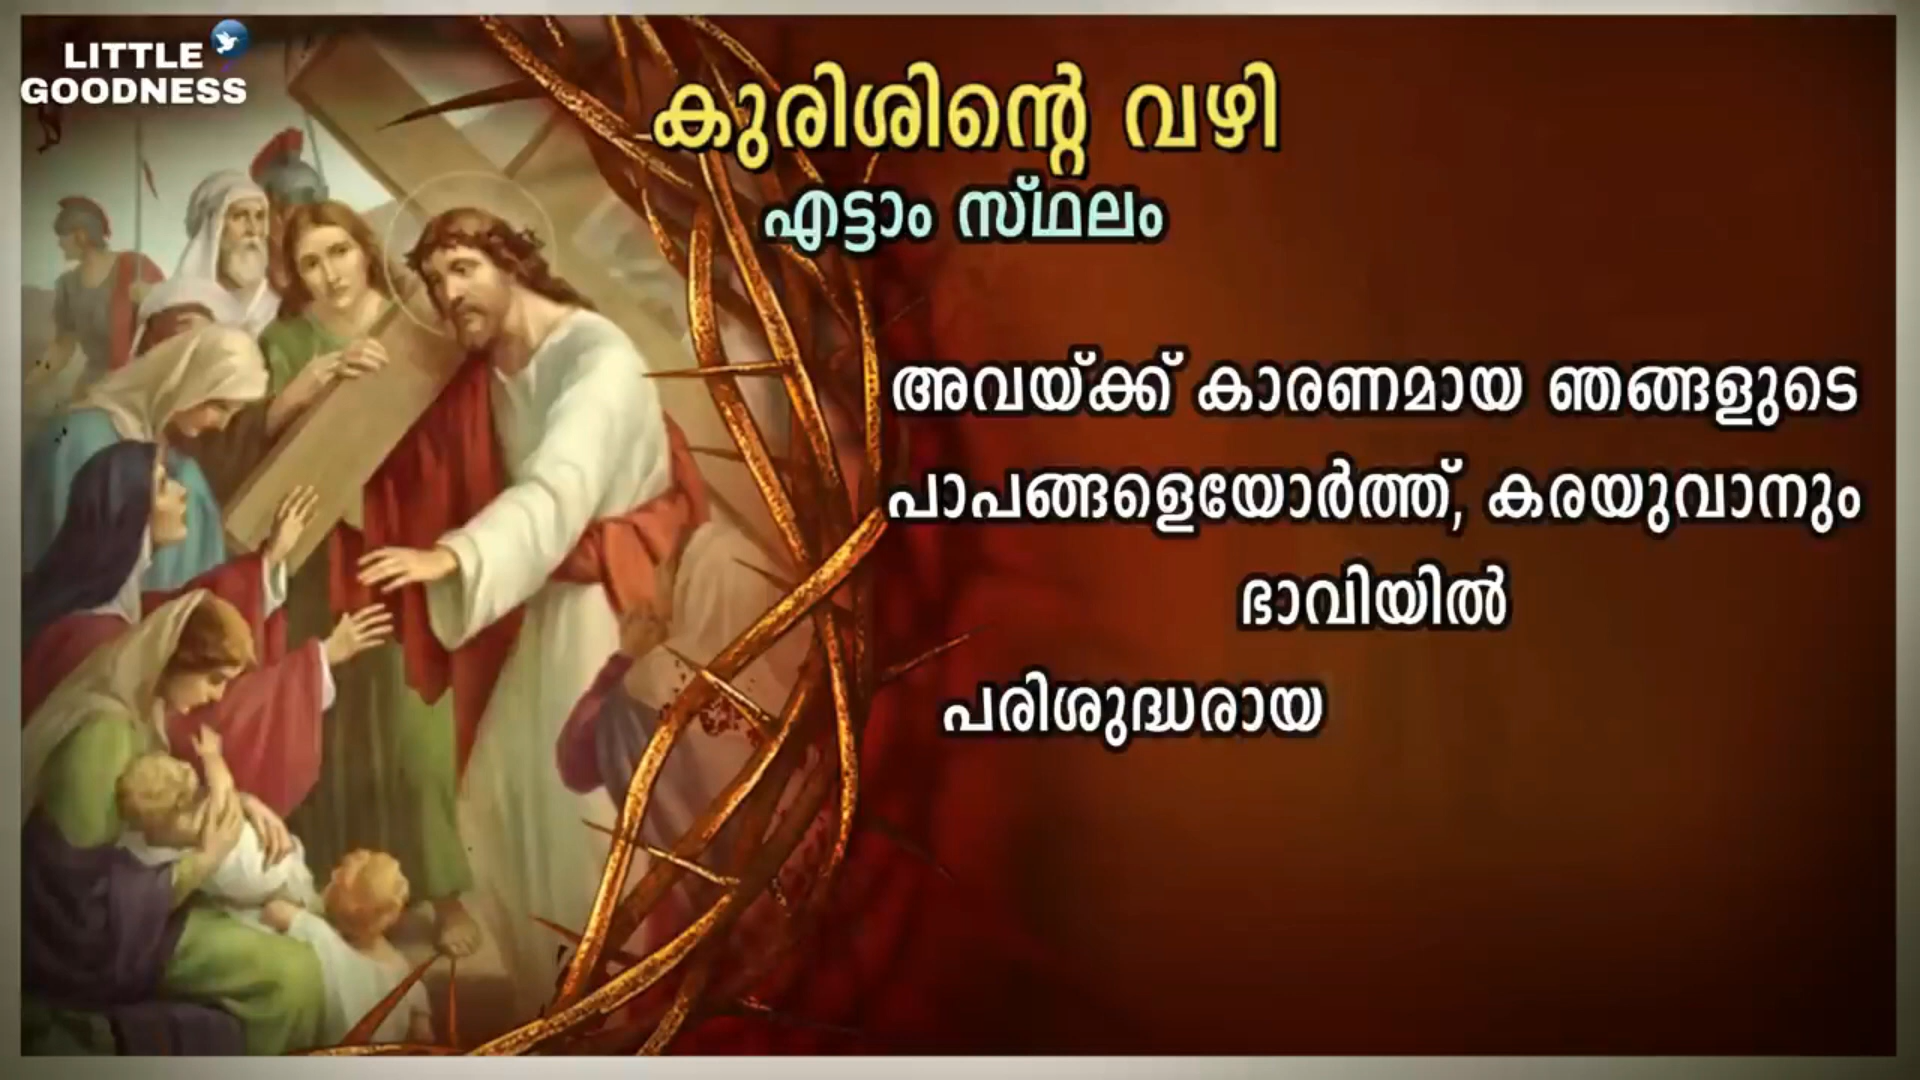 LITTLE
GOODNESS
കുരിശിന്റെ വഴി
എട്ടാം സ്ഥലം
അവയ്ക്ക് കാരണമായ ഞങ്ങളുടെ
പാപങ്ങളെയോർത്ത്, കരയുവാനും
ഭാവിയിൽ
പരിശുദ്ധരായ